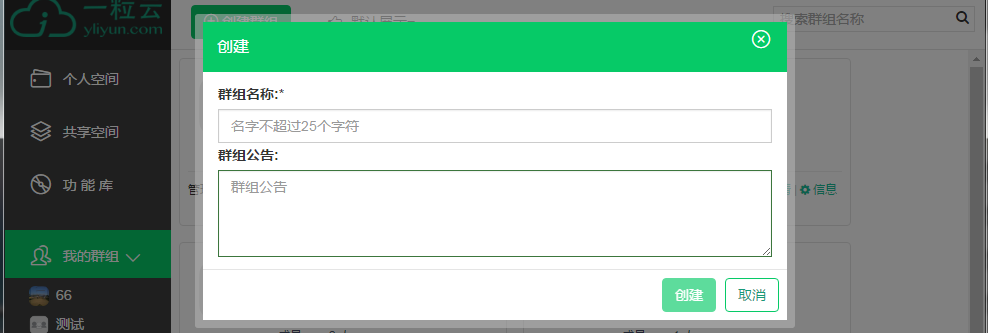 一粒云
yliyun.com
创建群组
默认展示
搜索群组名称
个人空间
共享空间
功能库
我的群组
66
测试
创建
群组名称:*
名字不超过25个字符
群组公告:
群组公告
创建
取消
信息